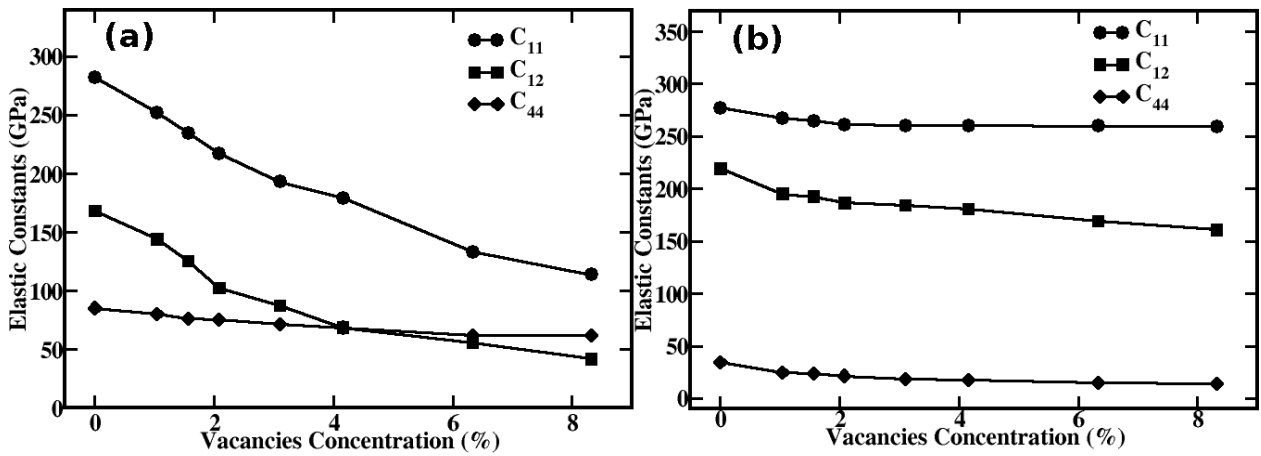 (a)
C11
C12
C44
300
250
200
150
100
50
0
0 2 4 6 8
Elastic Constants (GPa)
Vacancies Concentration (%)
(b)
C11
C12
C44
350
300
250
200
150
100
50
0
0 2 4 6 8
Elastic Constants (GPa)
Vacancies Concentration (%)